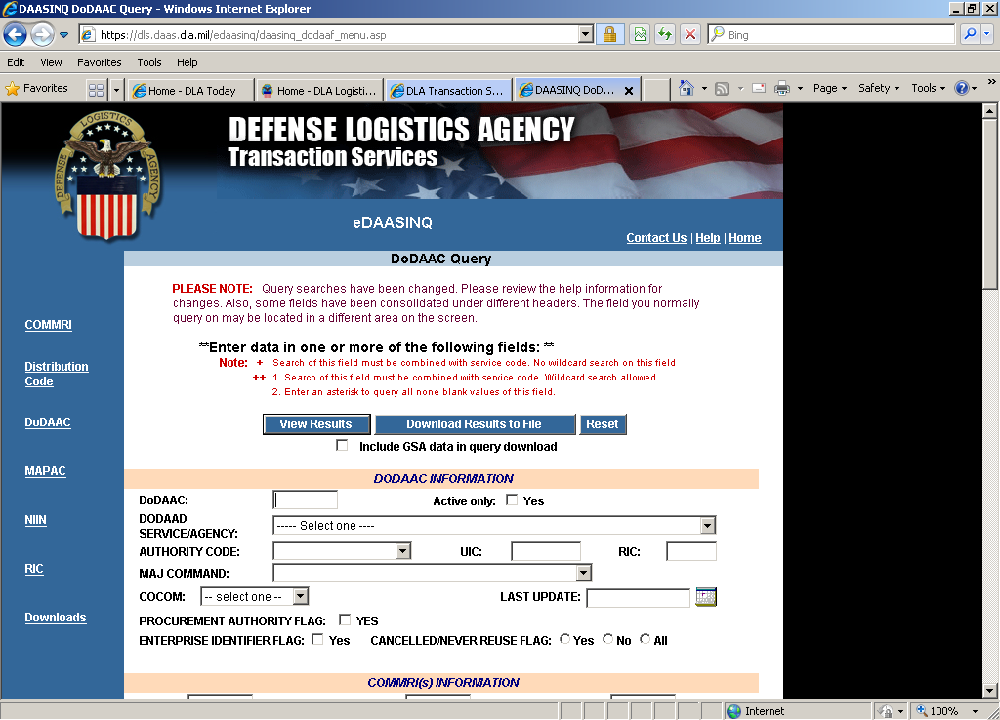 DAASINQ DoDAAC Query - Windows Internet Explorer
https://dls.daas.dla.mil/edaasinq/daasinq_dodaaf_menu.asp
Bing
Edit View Favorites Tools Help
Favorites
Home - DLA Today
Home - DLA Logisti...
DLA Transaction S...
DAASINQ DoD...
Page Safety Tools
DEFENSE LOGISTICS AGENCY
DEFENSE LOGISTICS AGENCY
Transaction Services
eDAASINQ
Contact Us | Help | Home
DoDAAC Query
PLEASE NOTE: Query searches have been changed. Please review the help information for
changes. Also, some fields have been consolidated under different headers. The field you normally
query on may be located in a different area on the screen.
COMMRI
Distribution
Code
DoDAAC
MAPAC
NIIN
RIC
Downloads
**Enter data in one or more of the following fields: **
Note: + Search of this field must be combined with service code. No wildcard search on this field
++ 1. Search of this field must be combined with service code. Wildcard search allowed.
2. Enter an asterisk to query all none blank values of this field.
View Results Download Results to File Reset
Include GSA data in query download
DODAAC INFORMATION
DoDAAC: Active only: Yes
DODAAD
SERVICE/AGENCY: ----- Select one ----
AUTHORITY CODE: UIC: RIC:
MAJ COMMAND:
COCOM: -- select one -- LAST UPDATE:
PROCUREMENT AUTHORITY FLAG: YES
ENTERPRISE IDENTIFIER FLAG: Yes CANCELLED/NEVER REUSE FLAG: Yes No All
COMMRI(s) INFORMATION
Internet 100%